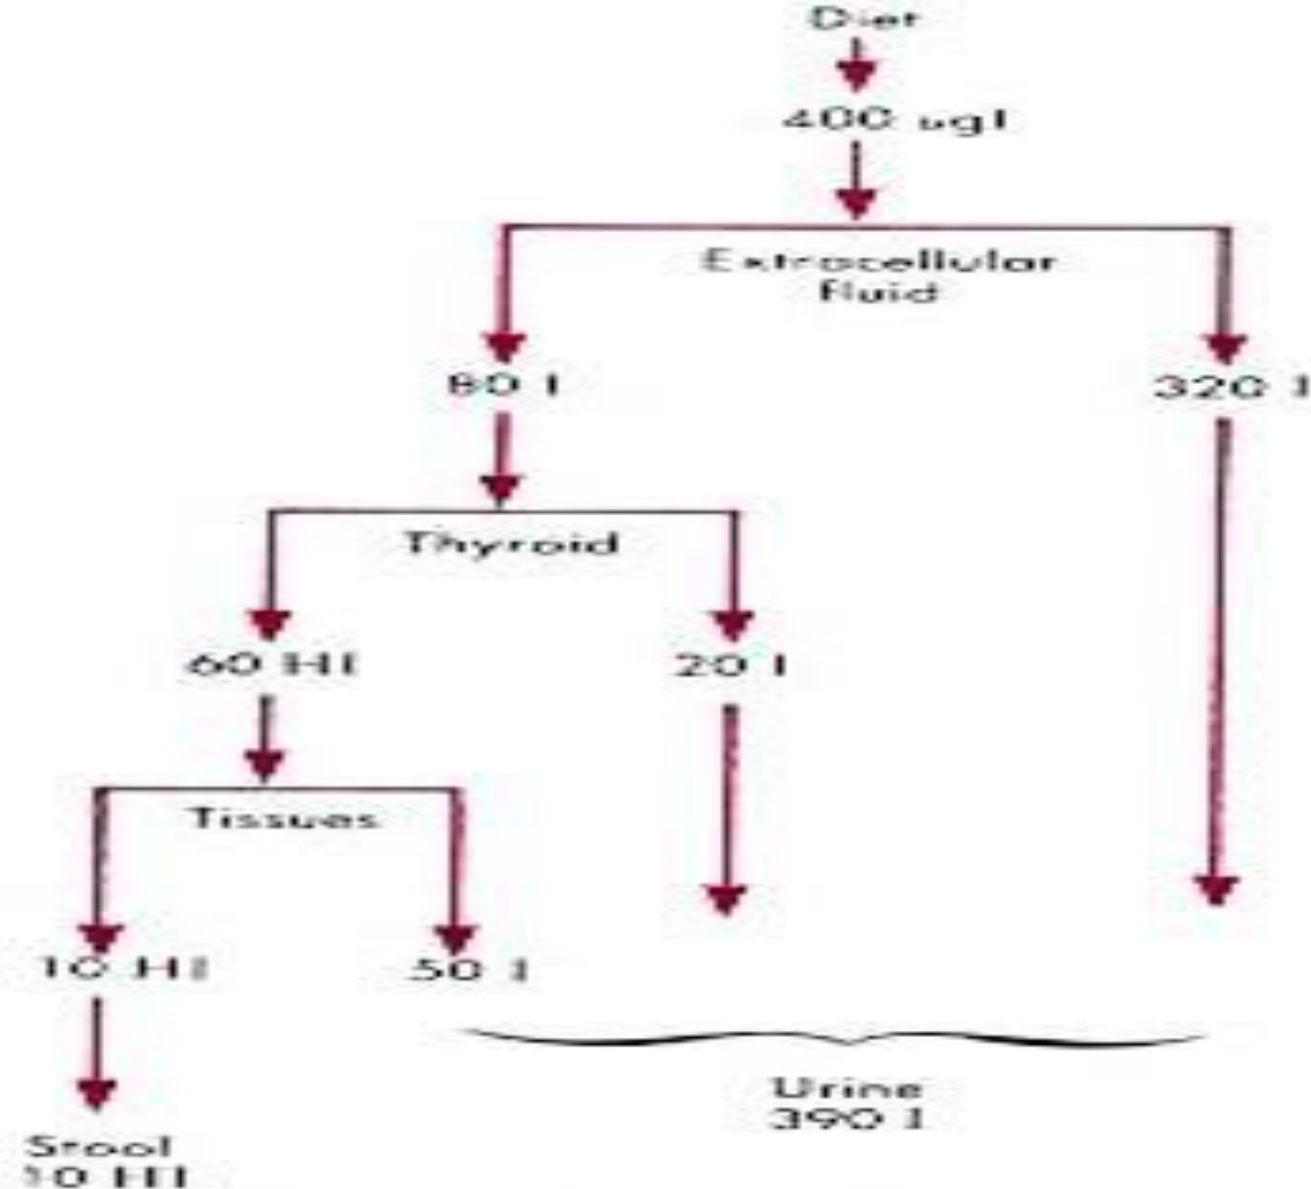 Diet
400 ugI
Extracellular
fluid
80 I
320 I
Thyroid
60 HI
20 I
Tissues
10 HI
50 I
Urine
390 I
Stool
10 HI